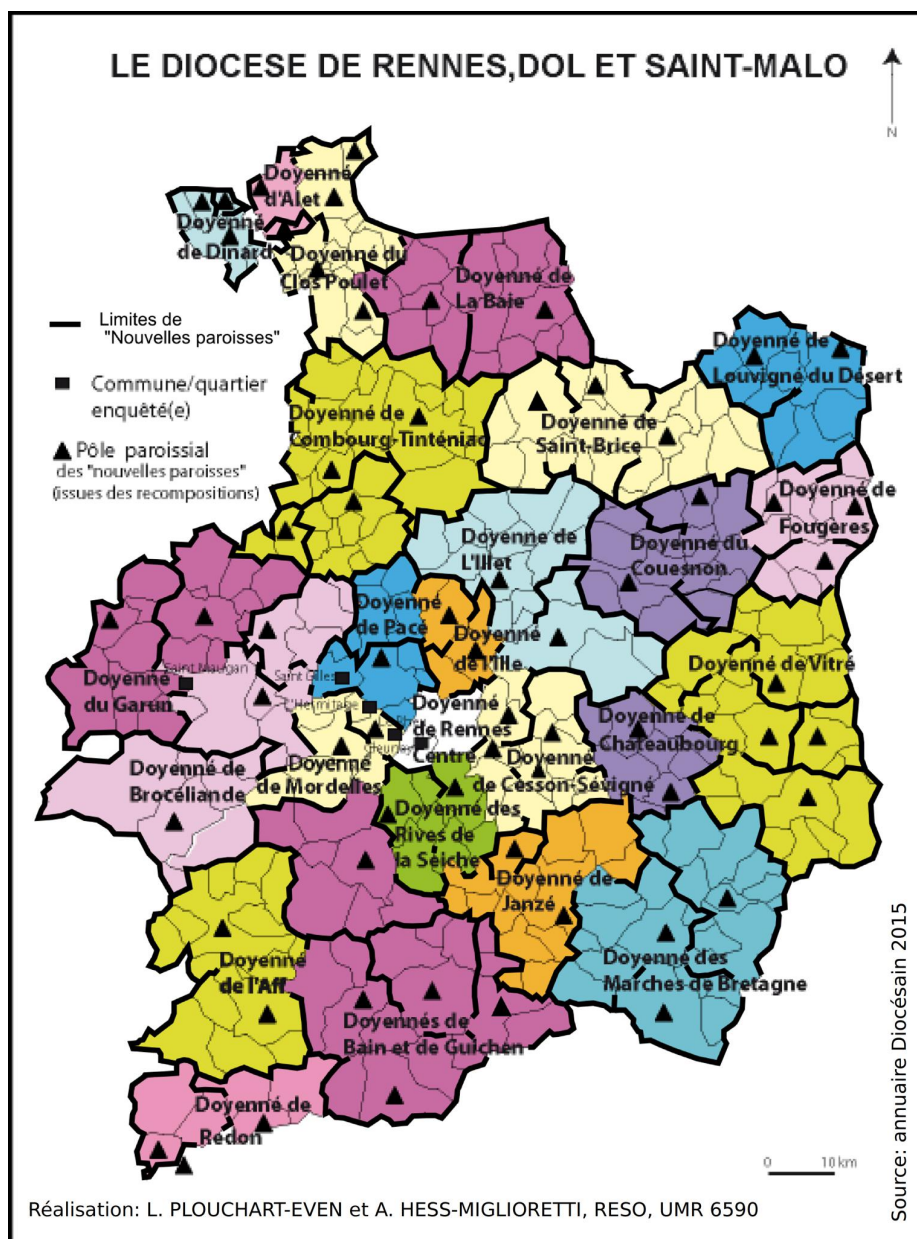 LE DIOCESE DE RENNES,DOL ET SAINT-MALO
N
Doyenné
d'Alet
Doyenné
de Dinard
Doyenné du
Clos Poulet
Doyenné de
La Baie
Limites de
"Nouvelles paroisses"
Commune/quartier
enquêté(e)
Pôle paroissial
des "nouvelles paroisses"
(issues des recompositions)
Doyenné de
Louvigné du Désert
Doyenné de
Combourg-Tinténiac
Doyenné de
Saint-Brice
Doyenné de
Fougères
Doyenne de
L'Illet
Doyenné du
Couesnon
Doyenné
de Pacé
Doyenné
de l'Ille
Doyenné de Vitré
Saint Maugan
Saint Gilles
L'Hermitage
Doyenné
du Garun
Doyenné
de Rennes
Centre
Doyenné de
Chateaubourg
Doyenné de
Brocéliande
Doyenné
de Mordelles
Doyenné
de Cesson-Sévigné
Doyenné des
Rives de
la Seiche
Doyenné de
Janzé
Doyenné
de l'Aff
Doyenné des
Marches de Bretagne
Doyennés de
Bain et de Guichen
Doyenné de
Redon
0 10 km
Source: annuaire Diocésain 2015
Réalisation: L. PLOUCHART-EVEN et A. HESS-MIGLIORETTI, RESO, UMR 6590